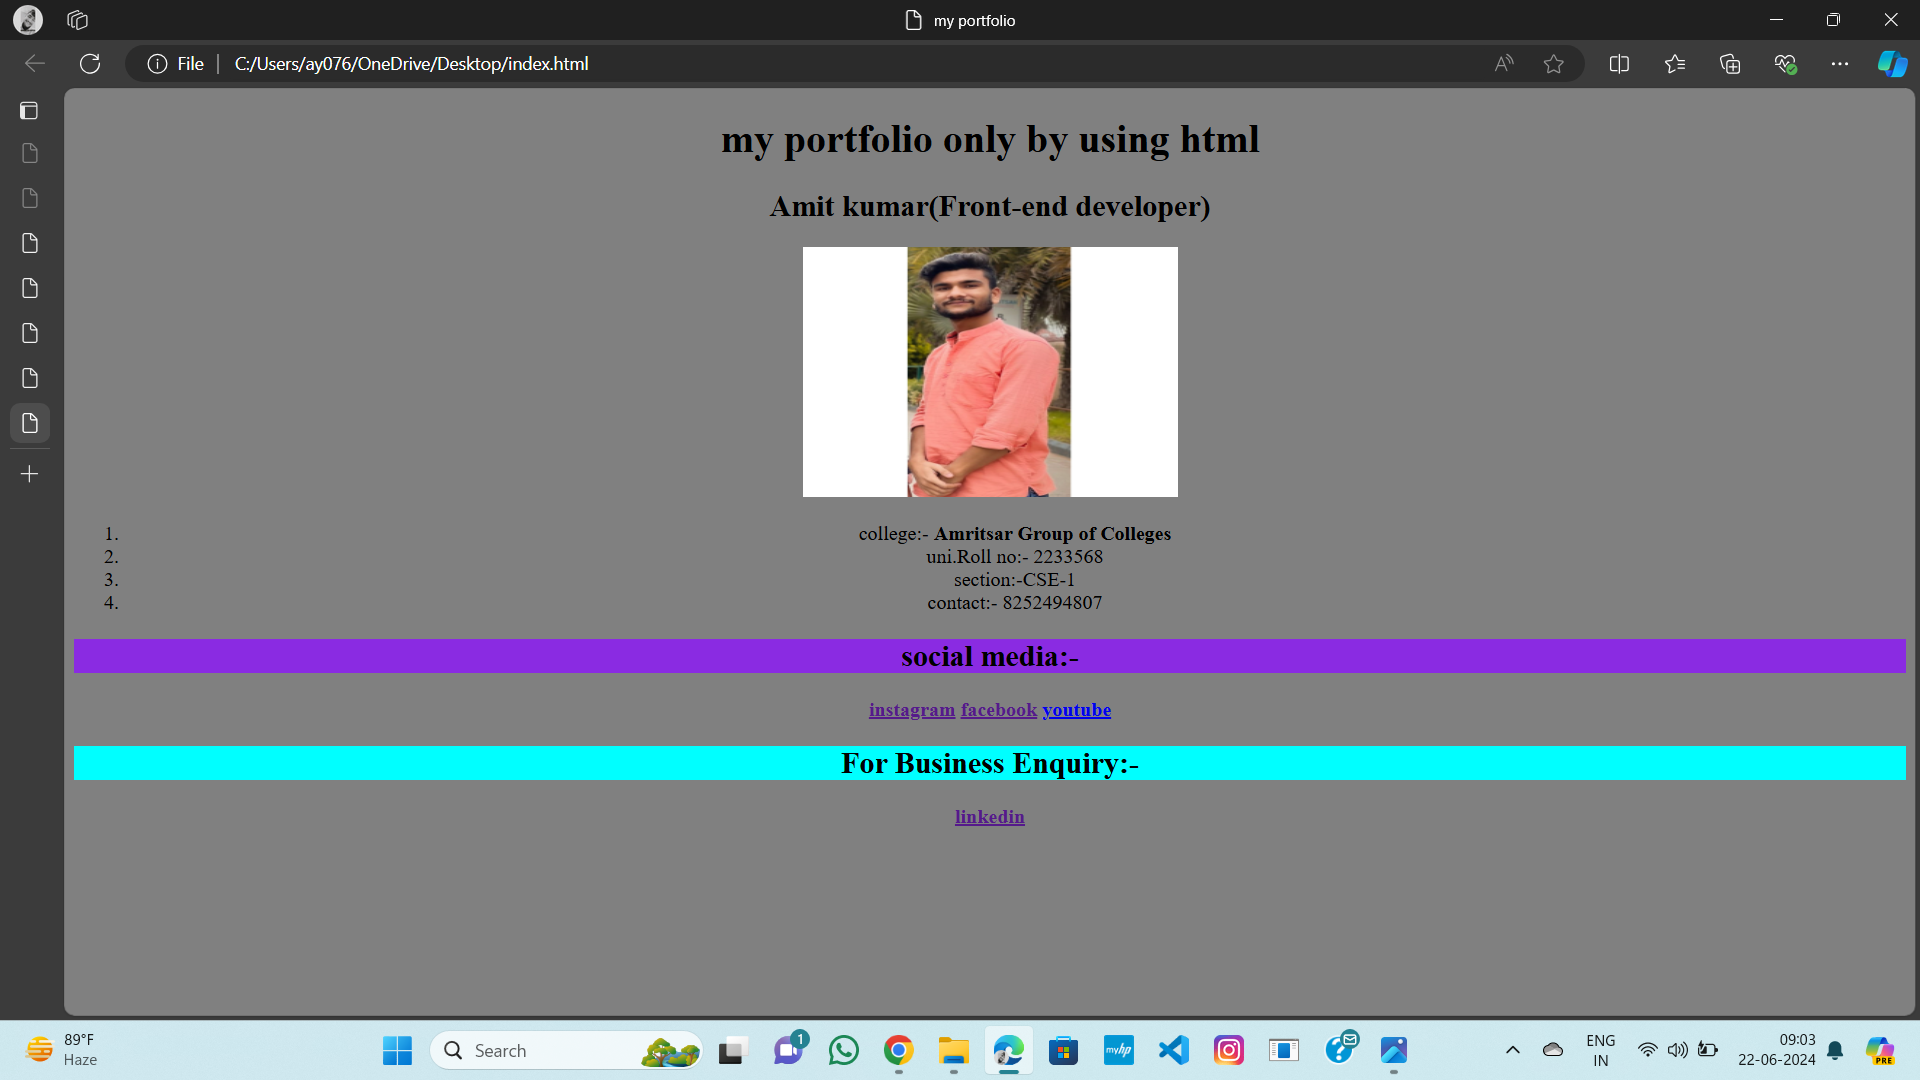 my portfolio
File C:/Users/ay076/OneDrive/Desktop/index.html
my portfolio only by using html
Amit kumar(Front-end developer)
1. college:- Amritsar Group of Colleges
2. uni.Roll no:- 2233568
3. section:-CSE-1
4. contact:- 8252494807
social media:-
instagram facebook youtube
For Business Enquiry:-
linkedin
89°F
Haze
Search
1
myhp
ENG
IN
09:03
22-06-2024
PRE